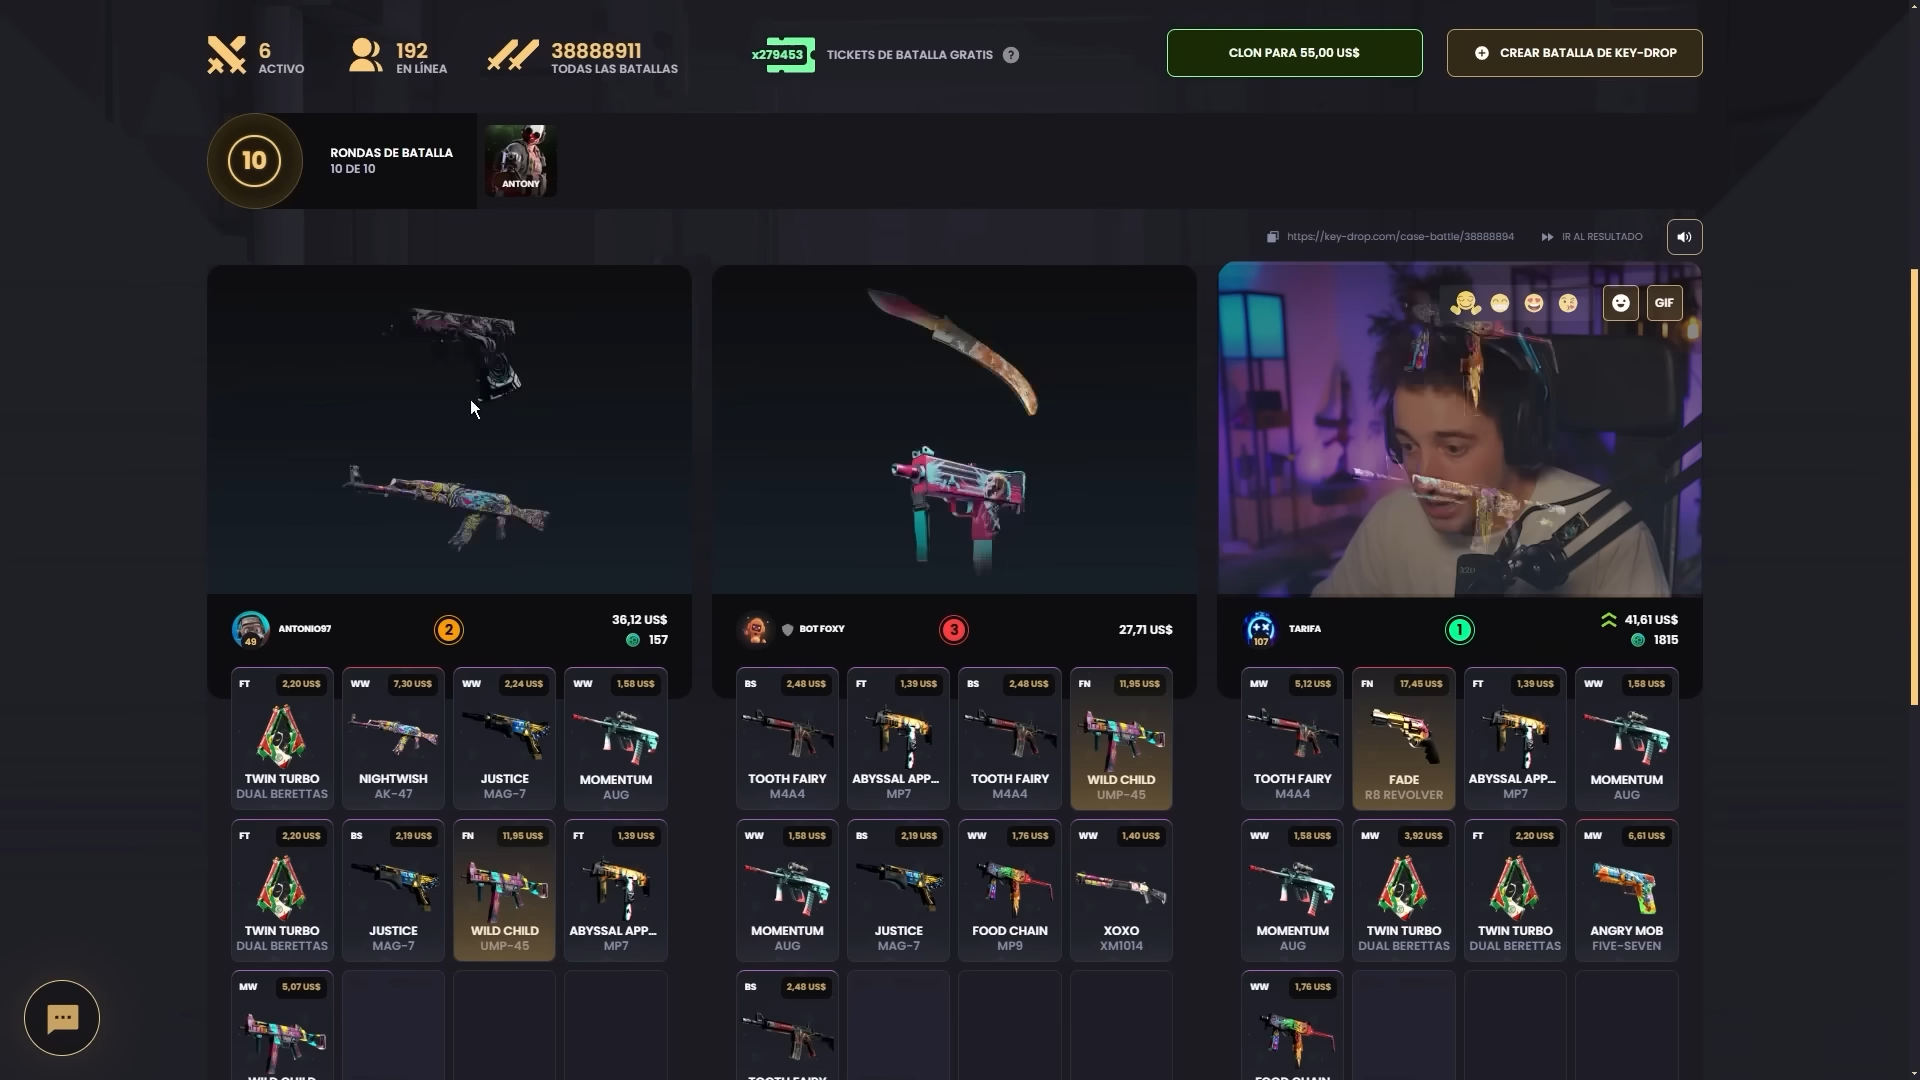 6
ACTIVO
192
EN LÍNEA
38888911
TODAS LAS BATALLAS
x279453
TICKETS DE BATALLA GRATIS ?
CLON PARA 55,00 US$
CREAR BATALLA DE KEY-DROP
10
RONDAS DE BATALLA
10 DE 10
ANTONY
https://key-drop.com/case-battle/38888894
IR AL RESULTADO
GIF
49
ANTONIO97
2
36,12 US$
157
BOT FOXY
3
27,71 US$
107
TARIFA
1
41,61 US$
1815
FT 2,20 US$
TWIN TURBO
DUAL BERETTAS
WW 7,30 US$
NIGHTWISH
AK-47
WW 2,24 US$
JUSTICE
MAG-7
WW 1,58 US$
MOMENTUM
AUG
BS 2,48 US$
TOOTH FAIRY
M4A4
FT 1,39 US$
ABYSSAL APP...
MP7
BS 2,48 US$
TOOTH FAIRY
M4A4
FN 11,95 US$
WILD CHILD
UMP-45
MW 5,12 US$
TOOTH FAIRY
M4A4
FN 17,45 US$
FADE
R8 REVOLVER
FT 1,39 US$
ABYSSAL APP...
MP7
WW 1,58 US$
MOMENTUM
AUG
FT 2,20 US$
TWIN TURBO
DUAL BERETTAS
BS 2,19 US$
JUSTICE
MAG-7
FN 11,95 US$
WILD CHILD
UMP-45
FT 1,39 US$
ABYSSAL APP...
MP7
WW 1,58 US$
MOMENTUM
AUG
BS 2,19 US$
JUSTICE
MAG-7
WW 1,76 US$
FOOD CHAIN
MP9
WW 1,40 US$
XOXO
XM1014
WW 1,58 US$
MOMENTUM
AUG
MW 3,92 US$
TWIN TURBO
DUAL BERETTAS
FT 2,20 US$
TWIN TURBO
DUAL BERETTAS
MW 6,61 US$
ANGRY MOB
FIVE-SEVEN
MW 5,07 US$
WILD CHILD
BS 2,48 US$
TOOTH FAIRY
WW 1,76 US$
FOOD CHAIN